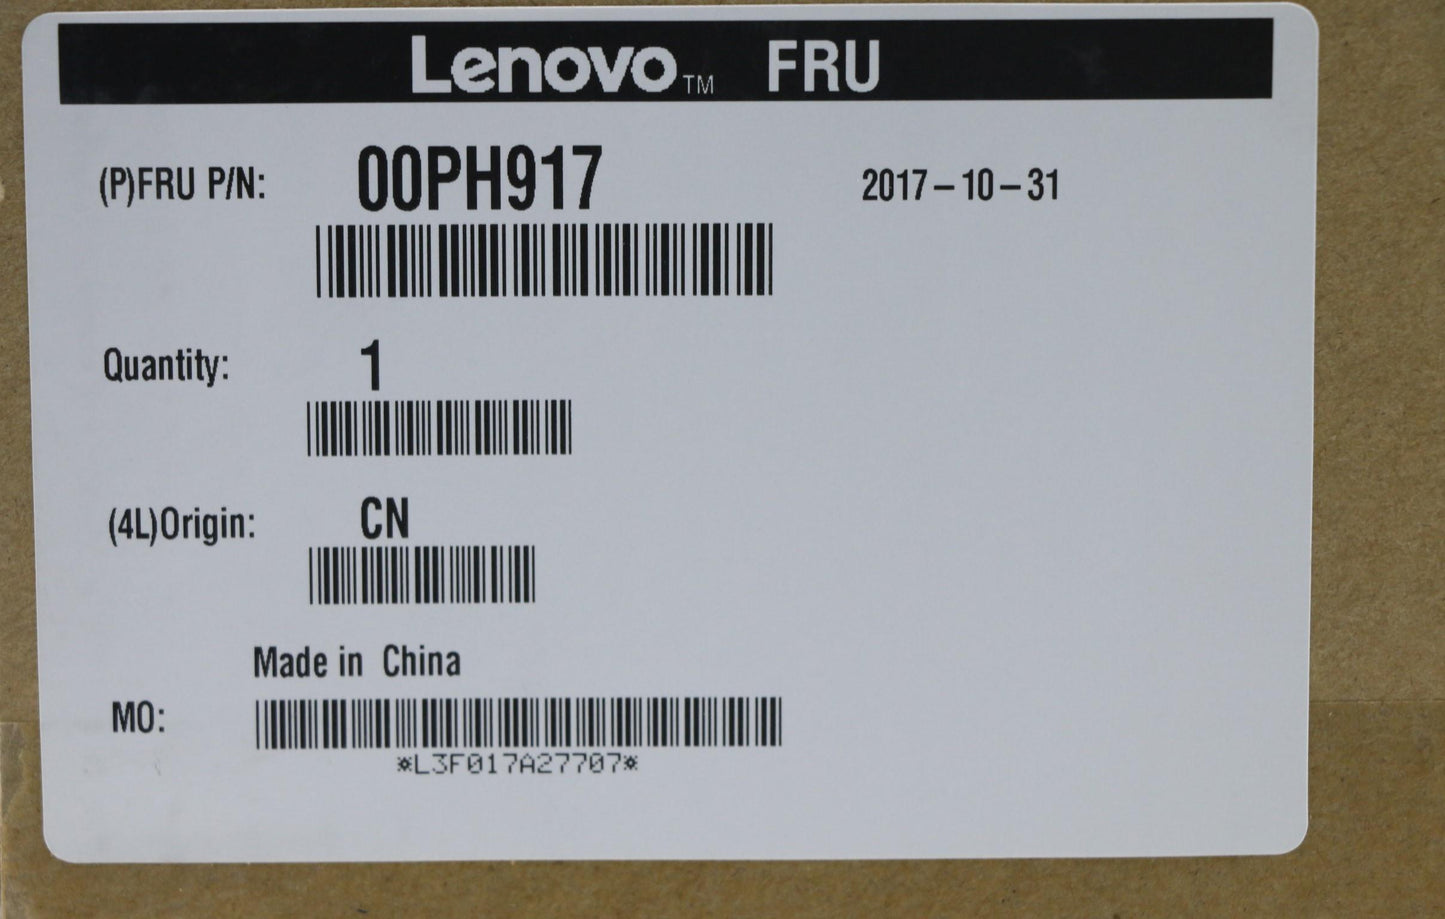 Lenovo™ FRU
(P)FRU P/N: 00PH917 2017-10-31
Quantity: 1
(4L)Origin: CN
Made in China
MO:
*L3F017A27707*